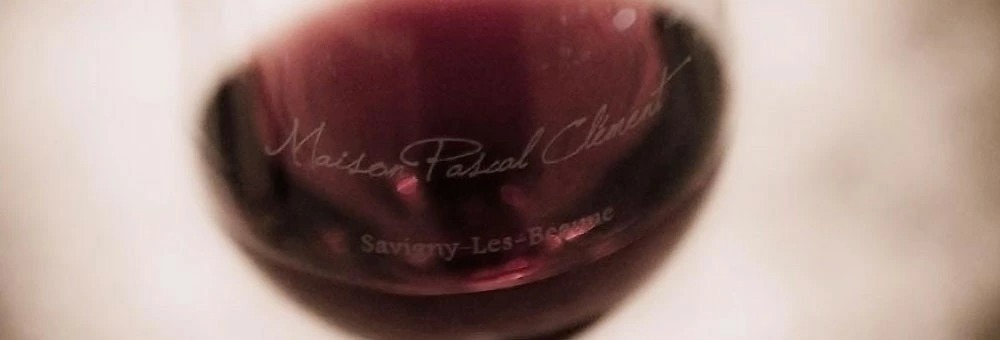 Maison Pascal Clément
Savigny-Les-Beaune